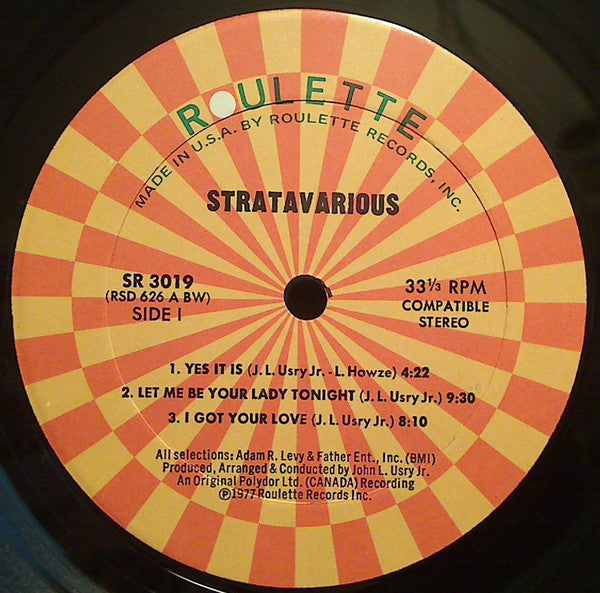 ROULETTE
MADE IN U.S.A. BY ROULETTE RECORDS, INC.
STRATAVARIOUS
SR 3019
(RSD 626 A BW)
SIDE I
33⅓ RPM
COMPATIBLE
STEREO
1. YES IT IS (J. L. Usry Jr. - L. Howze) 4:22
2. LET ME BE YOUR LADY TONIGHT (J. L. Usry Jr.) 9:30
3. I GOT YOUR LOVE (J. L. Usry Jr.) 8:10
All selections: Adam R. Levy & Father Ent., Inc. (BMI)
Produced, Arranged & Conducted by John L. Usry Jr.
An Original Polydor Ltd. (CANADA) Recording
℗1977 Roulette Records Inc.